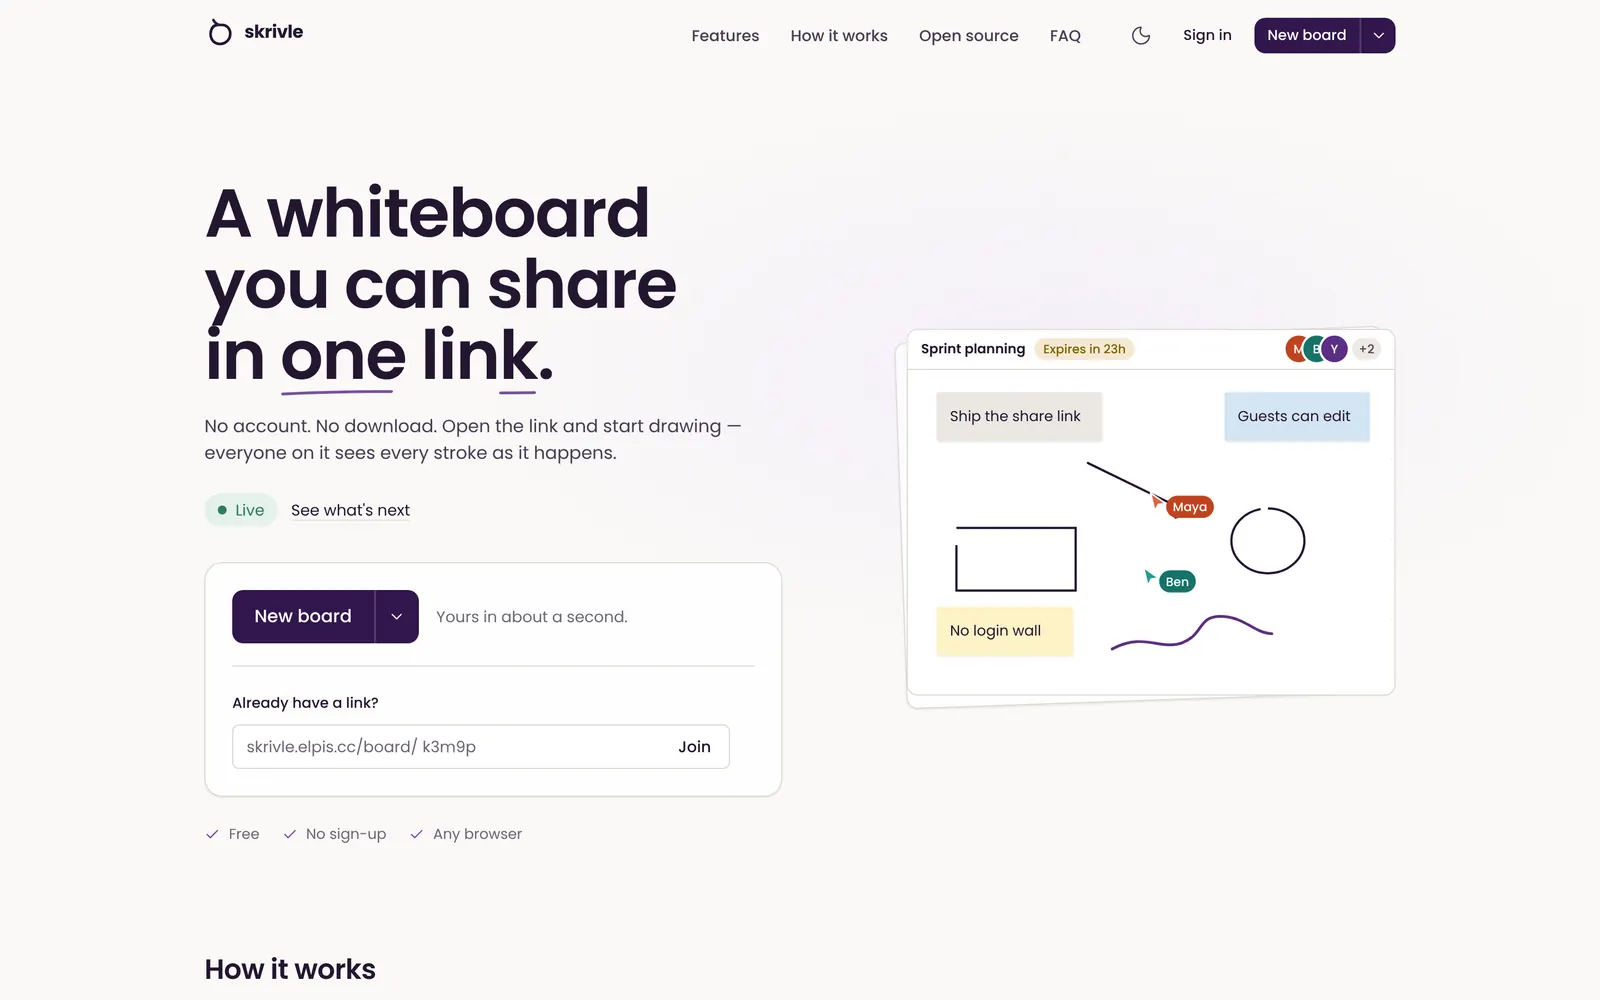 skrivle
Features
How it works
Open source
FAQ
Sign in
New board
A whiteboard
you can share
in one link.
No account. No download. Open the link and start drawing —
everyone on it sees every stroke as it happens.
Live
See what's next
New board
Yours in about a second.
Already have a link?
skrivle.elpis.cc/board/ k3m9p
Join
Free
No sign-up
Any browser
Sprint planning
Expires in 23h
M
B
Y
+2
Ship the share link
Guests can edit
Maya
Ben
No login wall
How it works